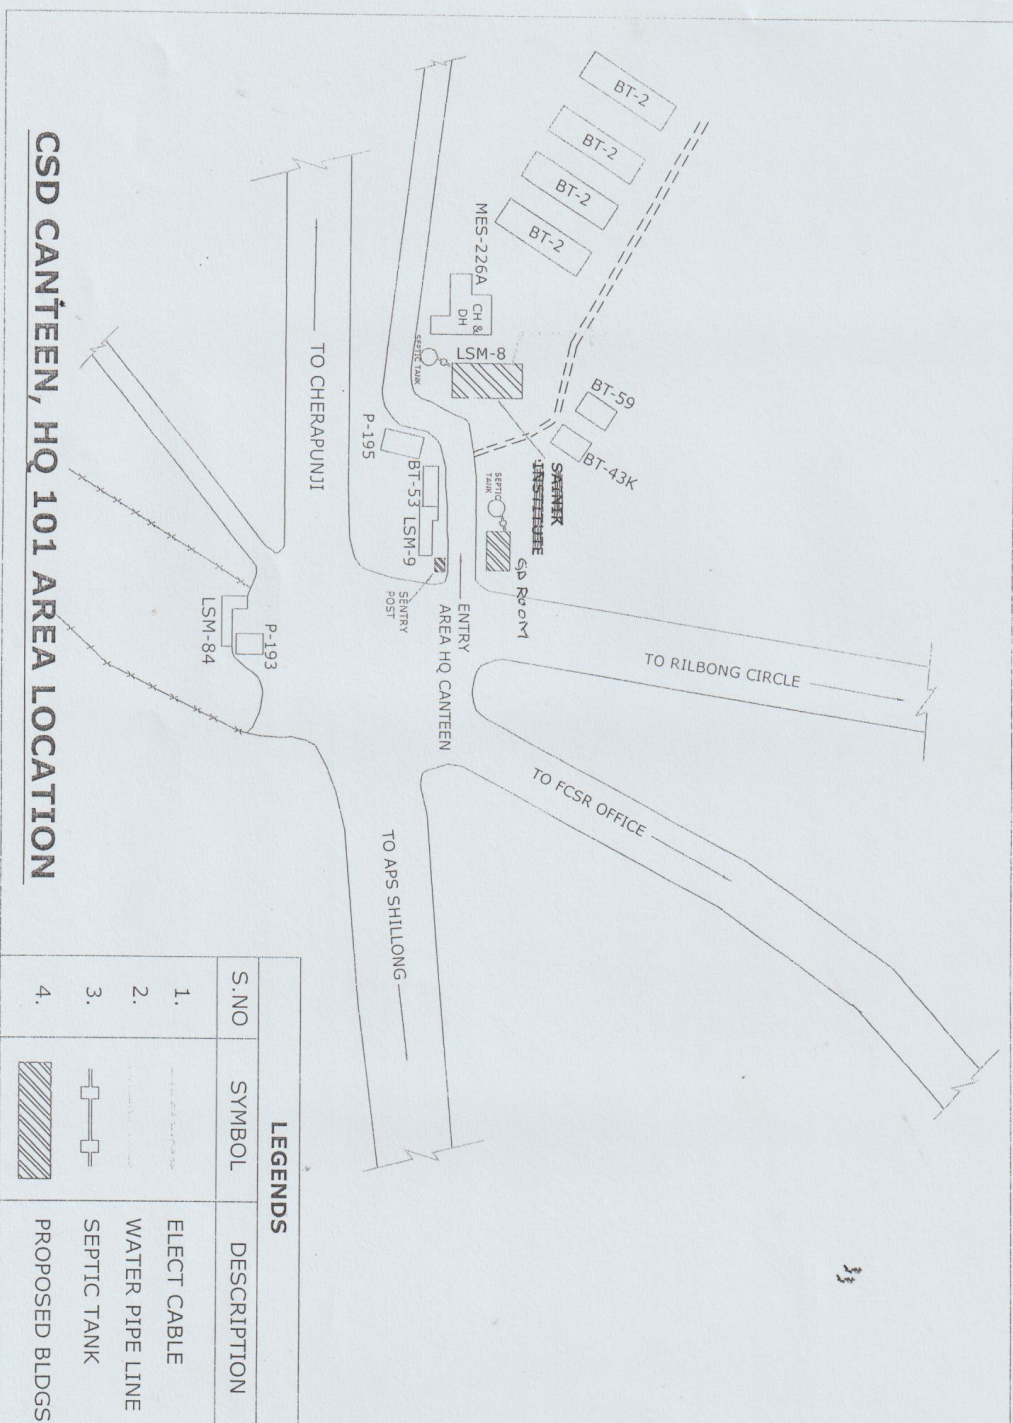 BT-2
BT-2
BT-2
BT-2
BT-59
BT-43K
MES-226A
CH &
DH
LSM-8
SEPTIC TANK
SAINIK
INSTITUTE
SEPTIC
TANK
SD ROOM
P-195
BT-53
LSM-9
SENTRY
POST
ENTRY
AREA HQ CANTEEN
TO RILBONG CIRCLE
TO FCSR OFFICE
TO CHERAPUNJI
TO APS SHILLONG
P-193
LSM-84
CSD CANTEEN, HQ 101 AREA LOCATION
LEGENDS
S.NO SYMBOL DESCRIPTION
1. ELECT CABLE
2. WATER PIPE LINE
3. SEPTIC TANK
4. PROPOSED BLDGS